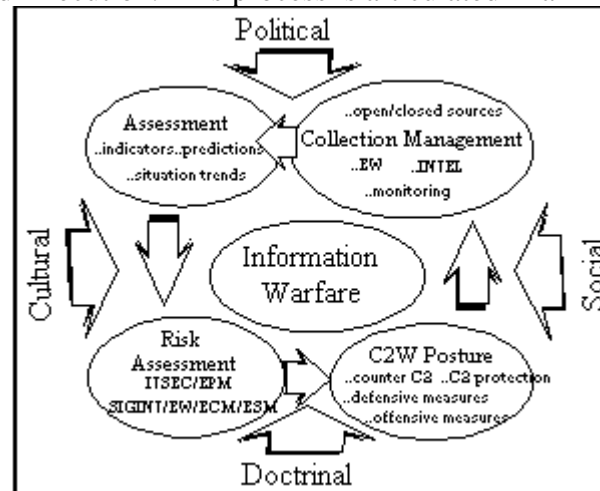 Political
Assessment
..indicators..predictions
..situation trends
..open/closed sources
Collection Management
..EW ..INTEL
..monitoring
Cultural
Information
Warfare
Social
Risk
Assessment
ITSEC/EPM
SIGINT/EW/ECM/ESM
C2W Posture
..counter C2 ..C2 protection
..defensive measures
..offensive measures
Doctrinal